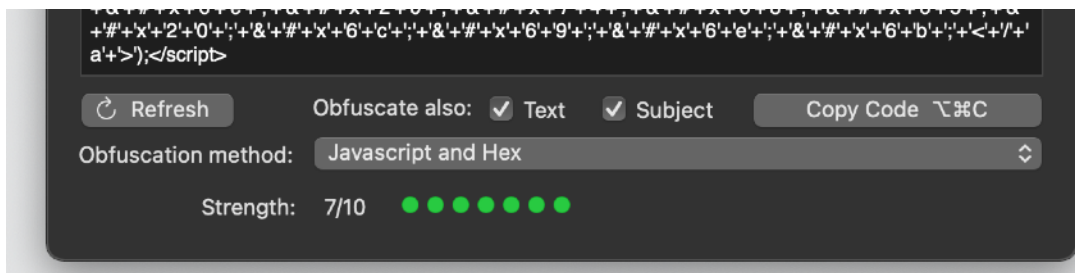 +'#'+'x'+'2'+'0'+';'+'&'+'#'+'x'+'6'+'c'+';'+'&'+'#'+'x'+'6'+'9'+';'+'&'+'#'+'x'+'6'+'e'+';'+'&'+'#'+'x'+'6'+'b'+';'+'<'+'/'+'
a'+'>');</script>
Refresh Obfuscate also: Text Subject Copy Code ⌥⌘C
Obfuscation method: Javascript and Hex
Strength: 7/10